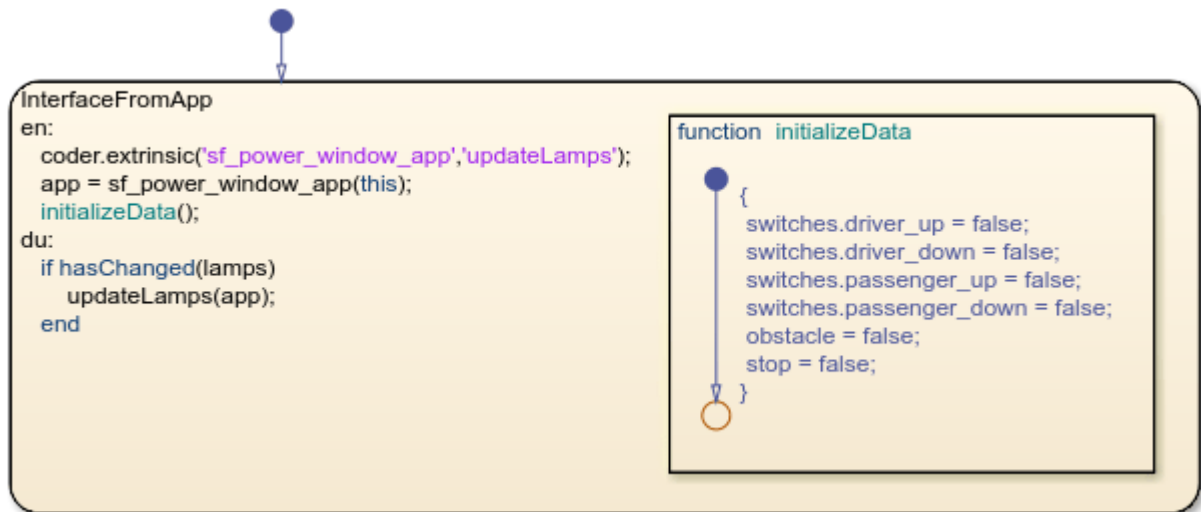 InterfaceFromApp
en:
coder.extrinsic('sf_power_window_app','updateLamps');
app = sf_power_window_app(this);
initializeData();
du:
if hasChanged(lamps)
updateLamps(app);
end
function initializeData
{
switches.driver_up = false;
switches.driver_down = false;
switches.passenger_up = false;
switches.passenger_down = false;
obstacle = false;
stop = false;
}